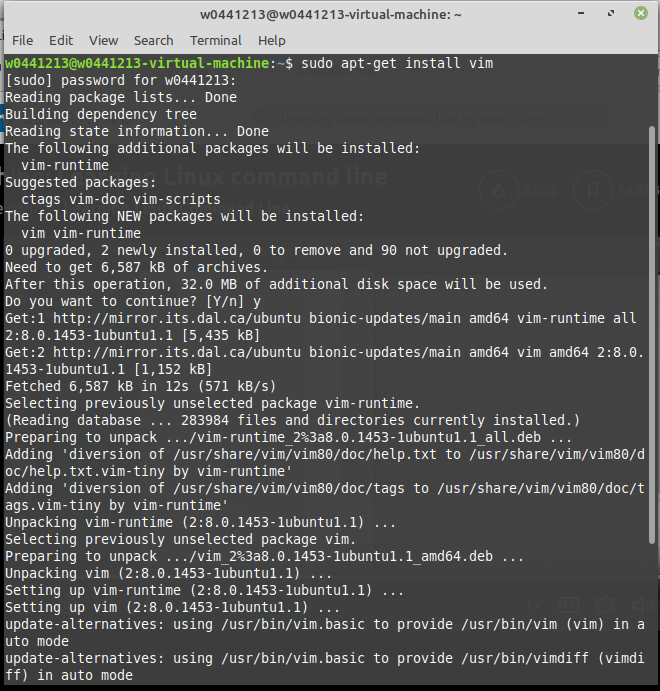 w0441213@w0441213-virtual-machine: ~
File Edit View Search Terminal Help
w0441213@w0441213-virtual-machine:~$ sudo apt-get install vim
[sudo] password for w0441213:
Reading package lists... Done
Building dependency tree
Reading state information... Done
The following additional packages will be installed:
  vim-runtime
Suggested packages:
  ctags vim-doc vim-scripts
The following NEW packages will be installed:
  vim vim-runtime
0 upgraded, 2 newly installed, 0 to remove and 90 not upgraded.
Need to get 6,587 kB of archives.
After this operation, 32.0 MB of additional disk space will be used.
Do you want to continue? [Y/n] y
Get:1 http://mirror.its.dal.ca/ubuntu bionic-updates/main amd64 vim-runtime all
2:8.0.1453-1ubuntu1.1 [5,435 kB]
Get:2 http://mirror.its.dal.ca/ubuntu bionic-updates/main amd64 vim amd64 2:8.0.
1453-1ubuntu1.1 [1,152 kB]
Fetched 6,587 kB in 12s (571 kB/s)
Selecting previously unselected package vim-runtime.
(Reading database ... 283984 files and directories currently installed.)
Preparing to unpack .../vim-runtime_2%3a8.0.1453-1ubuntu1.1_all.deb ...
Adding 'diversion of /usr/share/vim/vim80/doc/help.txt to /usr/share/vim/vim80/d
oc/help.txt.vim-tiny by vim-runtime'
Adding 'diversion of /usr/share/vim/vim80/doc/tags to /usr/share/vim/vim80/doc/t
ags.vim-tiny by vim-runtime'
Unpacking vim-runtime (2:8.0.1453-1ubuntu1.1) ...
Selecting previously unselected package vim.
Preparing to unpack .../vim_2%3a8.0.1453-1ubuntu1.1_amd64.deb ...
Unpacking vim (2:8.0.1453-1ubuntu1.1) ...
Setting up vim-runtime (2:8.0.1453-1ubuntu1.1) ...
Setting up vim (2:8.0.1453-1ubuntu1.1) ...
update-alternatives: using /usr/bin/vim.basic to provide /usr/bin/vim (vim) in a
uto mode
update-alternatives: using /usr/bin/vim.basic to provide /usr/bin/vimdiff (vimdi
ff) in auto mode
Linux command line
2,502
1x